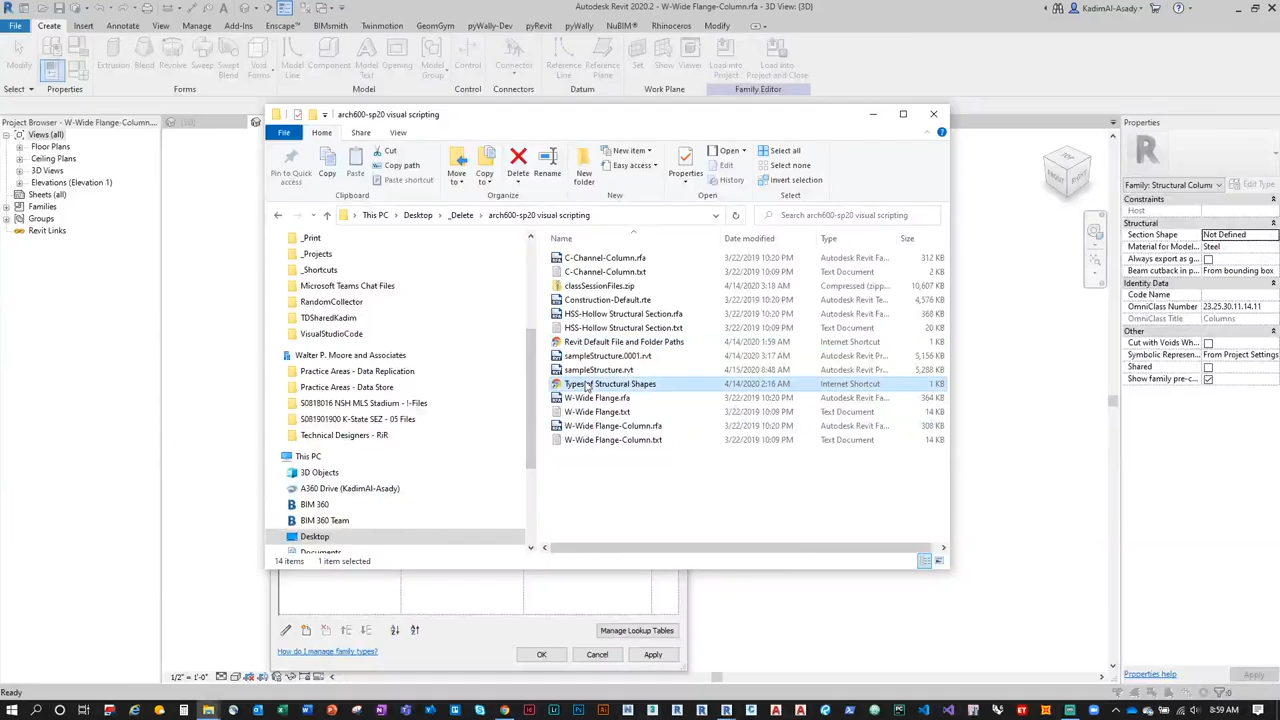 Autodesk Revit 2020.2 - W-Wide Flange-Column.rfa - 3D View: {3D}
KadimAl-Asady
File Create Insert Annotate View Manage Add-Ins Enscape™ BIMsmith Twinmotion GeomGym pyWally-Dev pyRevit pyWally NuBIM® Rhinoceros Modify
Modify Extrusion Blend Revolve Sweep Swept Blend Void Forms Model Line Component Model Text Opening Model Group Control Connector Reference Line Reference Plane Set Show Viewer Load into Project Load into Project and Close
Select Properties Forms Model Control Connectors Datum Work Plane Family Editor
Project Browser - W-Wide Flange-Column....
Views (all)
Floor Plans
Ceiling Plans
3D Views
Elevations (Elevation 1)
Sheets (all)
Families
Groups
Revit Links
arch600-sp20 visual scripting
File Home Share View
Pin to Quick access Copy Paste Cut Copy path Paste shortcut
Move to Copy to Delete Rename New folder New item Easy access
Properties Open Edit History Select all Select none Invert selection
Clipboard Organize New Open Select
This PC Desktop _Delete arch600-sp20 visual scripting
Search arch600-sp20 visual scripting
_Print
_Projects
_Shortcuts
Microsoft Teams Chat Files
RandomCollector
TDSharedKadim
VisualStudioCode
Walter P. Moore and Associates
Practice Areas - Data Replation
Practice Areas - Data Store
S0818016 NSH MLS Stadium - !-Files
S081901900 K-State SEZ - 05 Files
Technical Designers - RiR
This PC
3D Objects
A360 Drive (KadimAl-Asady)
BIM 360
BIM 360 Team
Desktop
Documents
Name Date modified Type Size
C-Channel-Column.rfa 3/22/2019 10:20 PM Autodesk Revit Fa... 312 KB
C-Channel-Column.txt 3/22/2019 10:09 PM Text Document 2 KB
classSessionFiles.zip 4/14/2020 3:18 AM Compressed (zipp... 10,607 KB
Construction-Default.rte 3/22/2019 10:20 PM Autodesk Revit Te... 4,576 KB
HSS-Hollow Structural Section.rfa 3/22/2019 10:20 PM Autodesk Revit Fa... 368 KB
HSS-Hollow Structural Section.txt 3/22/2019 10:09 PM Text Document 20 KB
Revit Default File and Folder Paths 4/14/2020 1:59 AM Internet Shortcut 1 KB
sampleStructure.0001.rvt 4/14/2020 3:17 AM Autodesk Revit Pr... 5,156 KB
sampleStructure.rvt 4/15/2020 8:48 AM Autodesk Revit Pr... 5,288 KB
Types of Structural Shapes 4/14/2020 2:16 AM Internet Shortcut 1 KB
W-Wide Flange.rfa 3/22/2019 10:20 PM Autodesk Revit Fa... 364 KB
W-Wide Flange.txt 3/22/2019 10:09 PM Text Document 14 KB
W-Wide Flange-Column.rfa 3/22/2019 10:20 PM Autodesk Revit Fa... 308 KB
W-Wide Flange-Column.txt 3/22/2019 10:09 PM Text Document 14 KB
14 items 1 item selected
Manage Lookup Tables
How do I manage family types?
OK Cancel Apply
Properties
Family: Structural Colum Edit Type
Constraints
Host
Structural
Section Shape Not Defined
Material for Model... Steel
Always export as g...
Beam cutback in p... From bounding box
Identity Data
Code Name
OmniClass Number 23.25.30.11.14.11
OmniClass Title Columns
Other
Cut with Voids Wh...
Symbolic Represen... From Project Settings
Shared
Show family pre-c...
Properties help Apply
1/2" = 1'-0"
Ready
8:59 AM